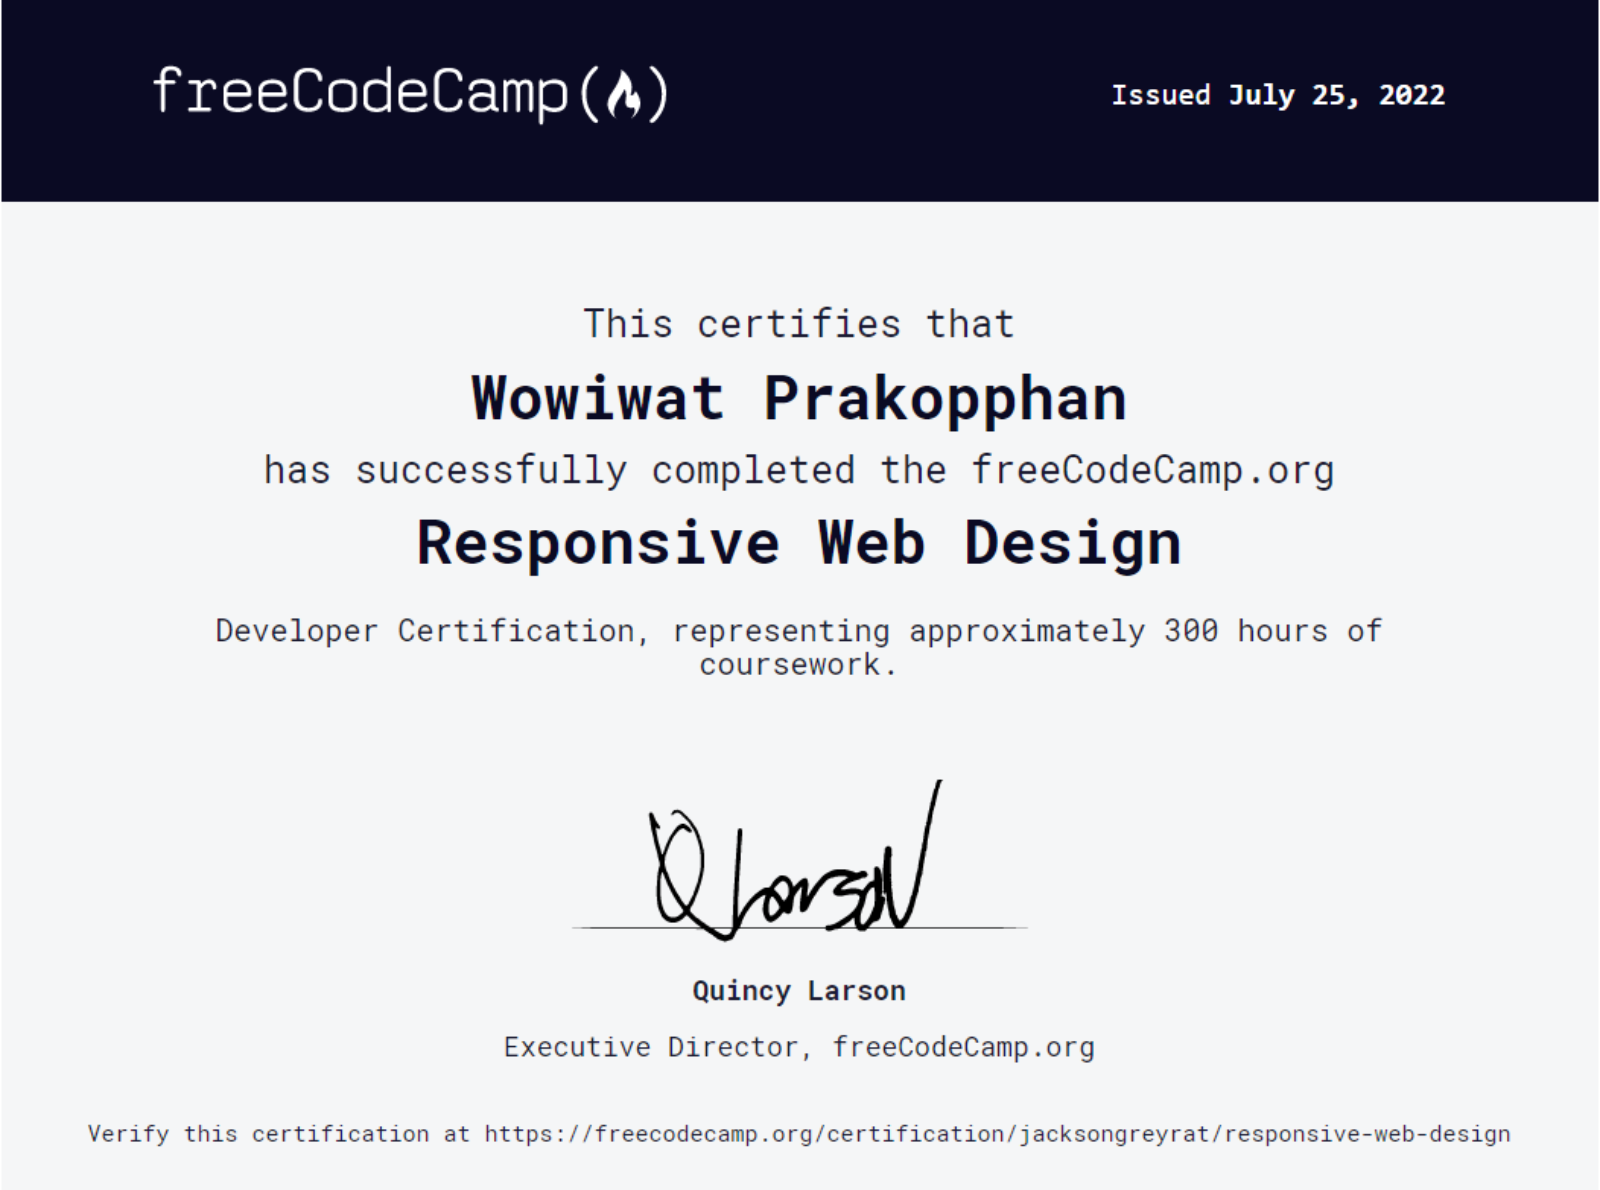 freeCodeCamp()
Issued July 25, 2022
This certifies that
Wowiwat Prakopphan
has successfully completed the freeCodeCamp.org
Responsive Web Design
Developer Certification, representing approximately 300 hours of
coursework.
Q Larson
Quincy Larson
Executive Director, freeCodeCamp.org
Verify this certification at https://freecodecamp.org/certification/jacksongreyrat/responsive-web-design